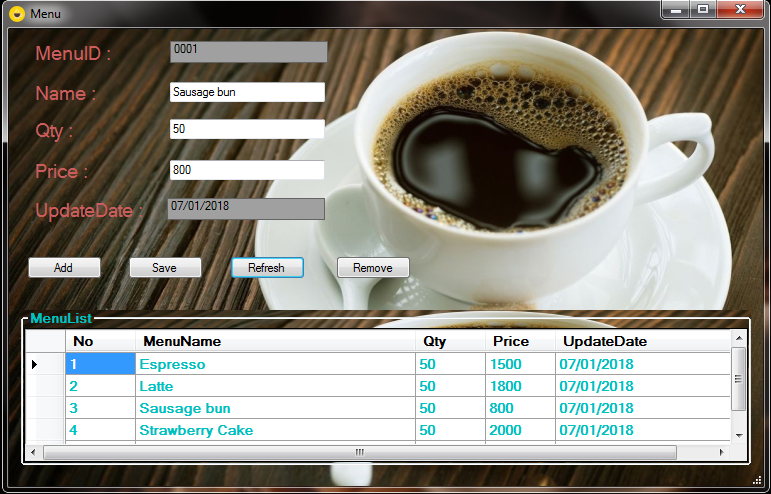 Menu
MenuID : 0001
Name : Sausage bun
Qty : 50
Price : 800
UpdateDate : 07/01/2018
Add Save Refresh Remove
MenuList
No MenuName Qty Price UpdateDate
1 Espresso 50 1500 07/01/2018
2 Latte 50 1800 07/01/2018
3 Sausage bun 50 800 07/01/2018
4 Strawberry Cake 50 2000 07/01/2018